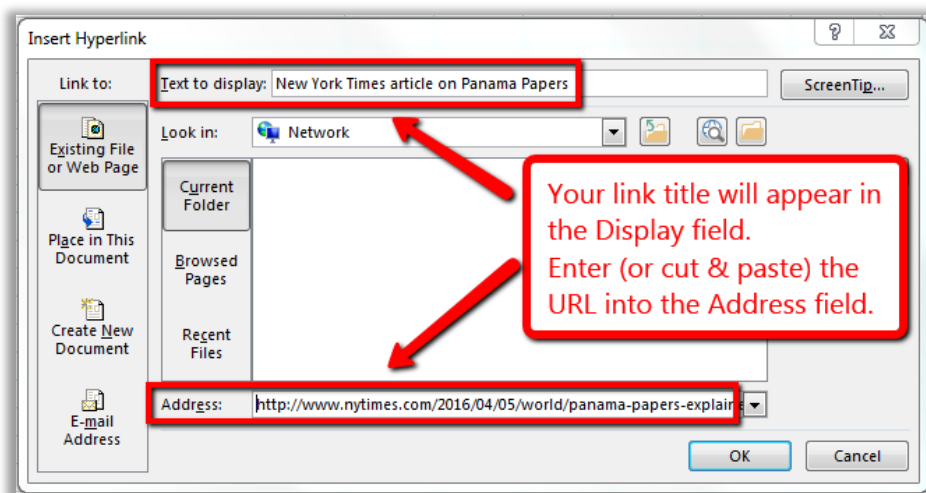 Insert Hyperlink
Link to:
Text to display: New York Times article on Panama Papers
ScreenTip...
Existing File
or Web Page
Look in: Network
Current
Folder
Place in This
Document
Browsed
Pages
Create New
Document
Recent
Files
E-mail
Address
Your link title will appear in
the Display field.
Enter (or cut & paste) the
URL into the Address field.
Address: http://www.nytimes.com/2016/04/05/world/panama-papers-explaine
OK
Cancel